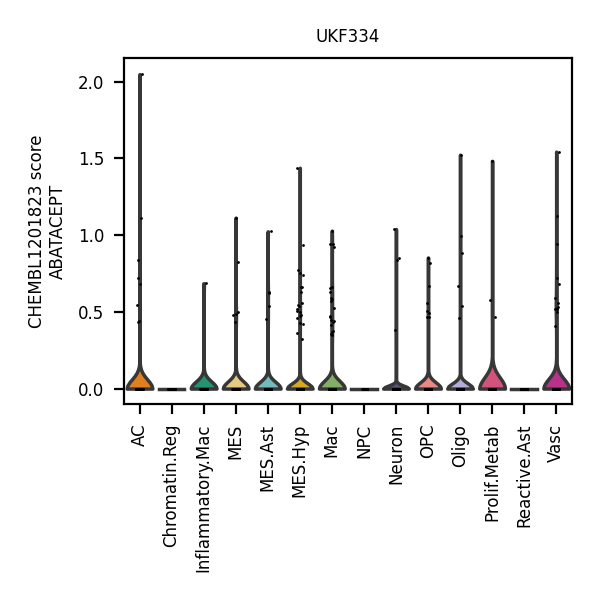 UKF334
CHEMBL1201823 score
ABATACEPT
2.0
1.5
1.0
0.5
0.0
AC
Chromatin.Reg
Inflammatory.Mac
MES
MES.Ast
MES.Hyp
Mac
NPC
Neuron
OPC
Oligo
Prolif.Metab
Reactive.Ast
Vasc